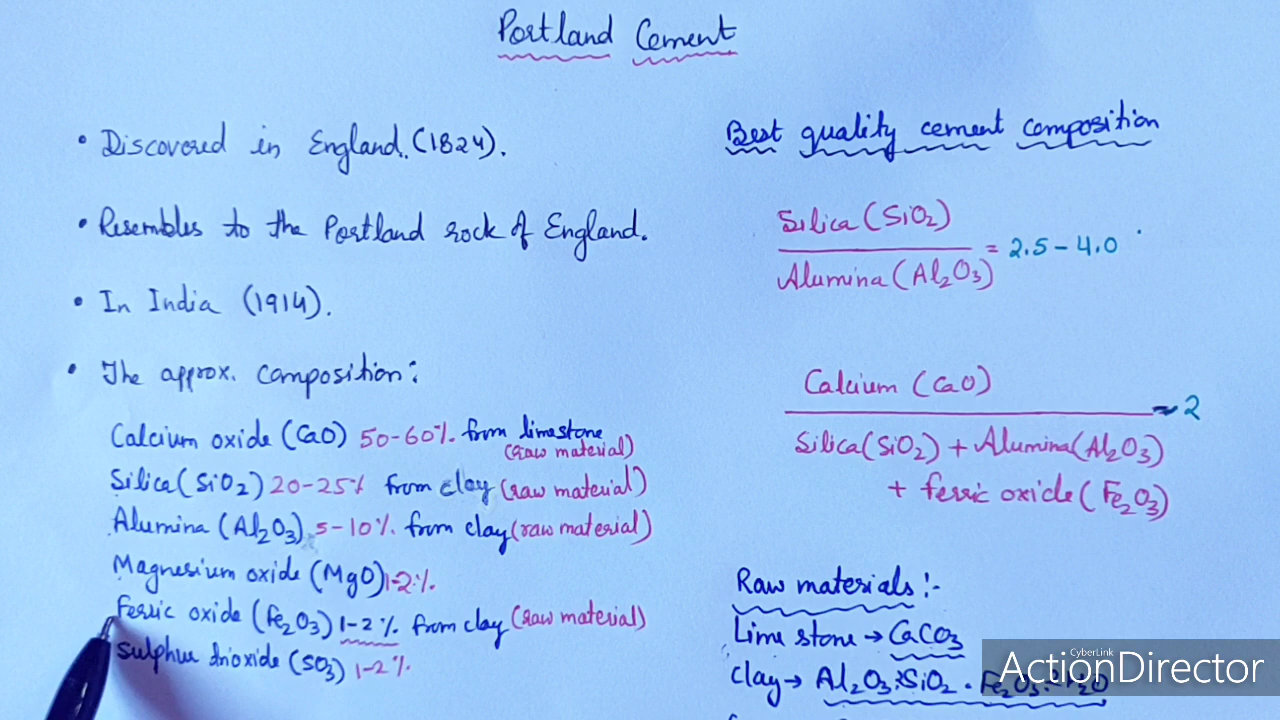 Portland Cement
• Discovered in England. (1824).
• Resembles to the Portland rock of England.
• In India (1914).
• The approx. composition:
Calcium oxide (CaO) 50-60% from limestone
(raw material)
Silica (SiO2) 20-25% from clay (raw material)
Alumina (Al2O3) 5-10% from clay (raw material)
Magnesium oxide (MgO) 1-2%.
Ferric oxide (Fe2O3) 1-2% from clay (raw material)
Sulphur trioxide (SO3) 1-2%.
Best quality cement composition
Silica (SiO2)
= 2.5-4.0
Alumina (Al2O3)
Calcium (CaO)
~ 2
Silica (SiO2) + Alumina (Al2O3)
+ ferric oxide (Fe2O3)
Raw materials :-
Lime stone → CaCO3
clay → Al2O3.SiO2.Fe2O3.2H2O
CyberLink
ActionDirector